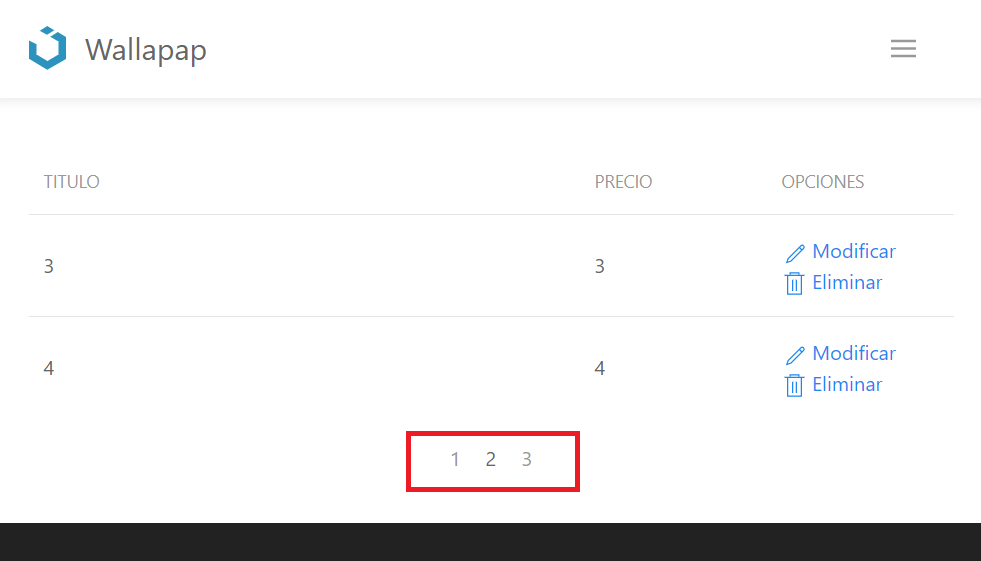 Wallapap
TITULO PRECIO OPCIONES
3 3 Modificar
Eliminar
4 4 Modificar
Eliminar
1 2 3